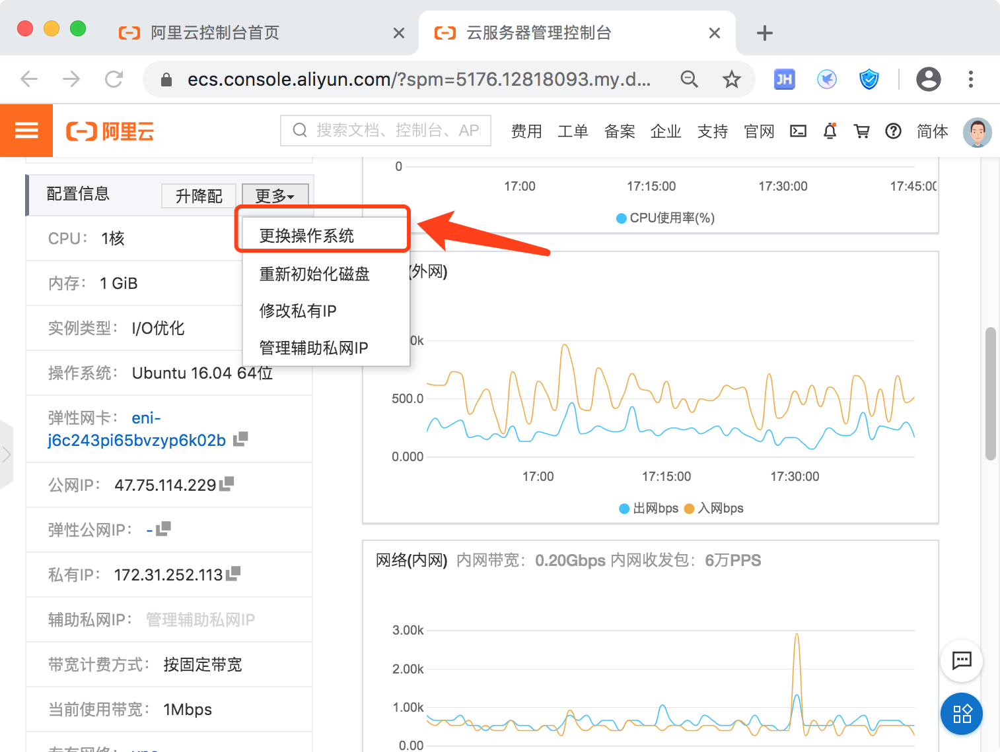 阿里云控制台首页
云服务器管理控制台
ecs.console.aliyun.com/?spm=5176.12818093.my.d...
JH
阿里云
搜索文档、控制台、AP
费用 工单 备案 企业 支持 官网 简体
配置信息 升降配 更多
更换操作系统
重新初始化磁盘
修改私有IP
管理辅助私网IP
CPU： 1核
内存： 1 GiB
实例类型： I/O优化
操作系统： Ubuntu 16.04 64位
弹性网卡： eni-
j6c243pi65bvzyp6k02b
公网IP： 47.75.114.229
弹性公网IP： -
私有IP： 172.31.252.113
辅助私网IP： 管理辅助私网IP
带宽计费方式： 按固定带宽
当前使用带宽： 1Mbps
0
17:00 17:15:00 17:30:00 17:45:00
CPU使用率(%)
(外网)
0k
500.0
0.000
17:00 17:15:00 17:30:00
出网bps 入网bps
网络(内网) 内网带宽： 0.20Gbps 内网收发包： 6万PPS
3.00k
2.00k
1.00k
0.00